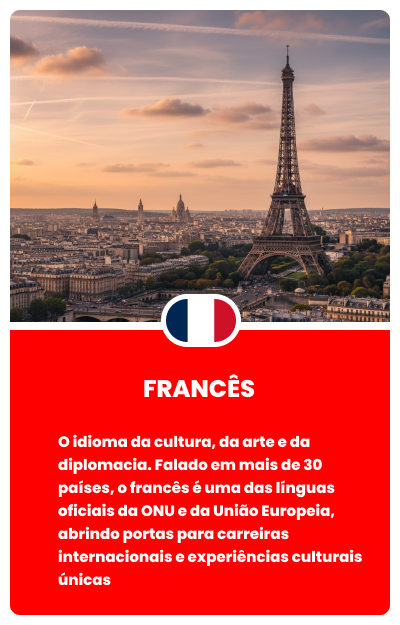 FRANCÊS
O idioma da cultura, da arte e da
diplomacia. Falado em mais de 30
países, o francês é uma das línguas
oficiais da ONU e da União Europeia,
abrindo portas para carreiras
internacionais e experiências culturais
únicas